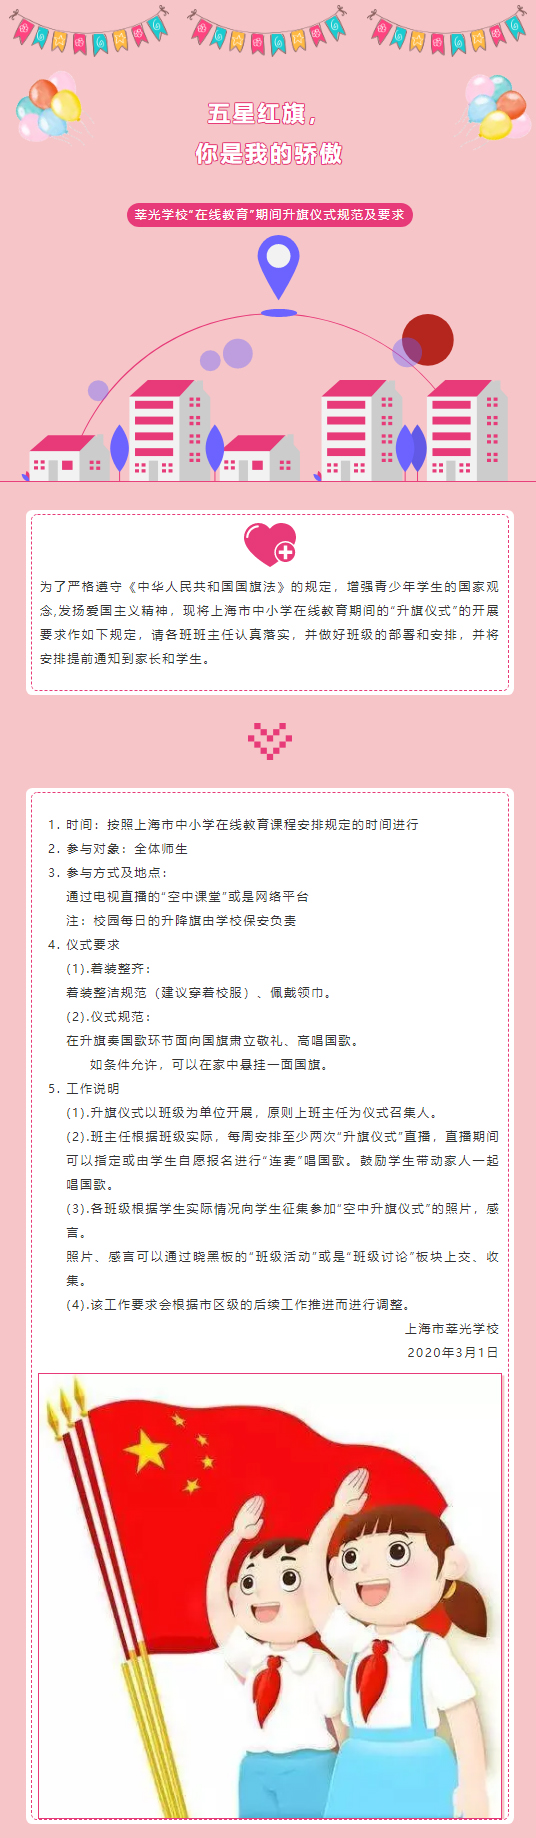 五星红旗，
你是我的骄傲
莘光学校“在线教育”期间升旗仪式规范及要求
为了严格遵守《中华人民共和国国旗法》的规定，增强青少年学生的国家观
念,发扬爱国主义精神，现将上海市中小学在线教育期间的“升旗仪式”的开展
要求作如下规定，请各班班主任认真落实，并做好班级的部署和安排，并将
安排提前通知到家长和学生。
1. 时间：按照上海市中小学在线教育课程安排规定的时间进行
2. 参与对象：全体师生
3. 参与方式及地点：
通过电视直播的“空中课堂”或是网络平台
注：校园每日的升降旗由学校保安负责
4. 仪式要求
(1).着装整齐：
着装整洁规范（建议穿着校服）、佩戴领巾。
(2).仪式规范：
在升旗奏国歌环节面向国旗肃立敬礼、高唱国歌。
如条件允许，可以在家中悬挂一面国旗。
5. 工作说明
(1).升旗仪式以班级为单位开展，原则上班主任为仪式召集人。
(2).班主任根据班级实际，每周安排至少两次“升旗仪式”直播，直播期间
可以指定或由学生自愿报名进行“连麦”唱国歌。鼓励学生带动家人一起
唱国歌。
(3).各班级根据学生实际情况向学生征集参加“空中升旗仪式”的照片，感
言。
照片、感言可以通过晓黑板的“班级活动”或是“班级讨论”板块上交、收
集。
(4).该工作要求会根据市区级的后续工作推进而进行调整。
上海市莘光学校
2020年3月1日